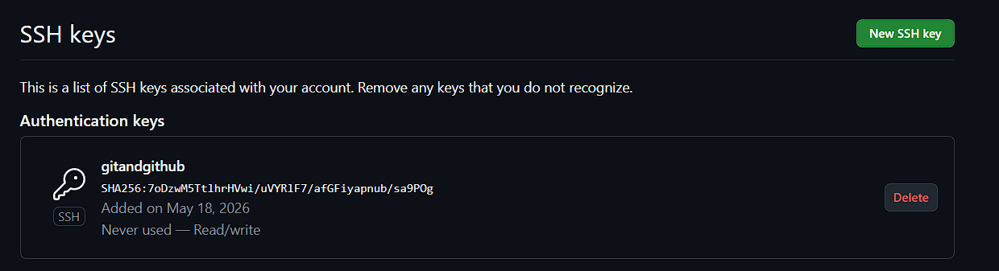 SSH keys
New SSH key
This is a list of SSH keys associated with your account. Remove any keys that you do not recognize.
Authentication keys
gitandgithub
SHA256:7oDzwM5TtlhrHVwi/uVYRlF7/afGFiyapnub/sa9POg
Added on May 18, 2026
Never used — Read/write
SSH
Delete